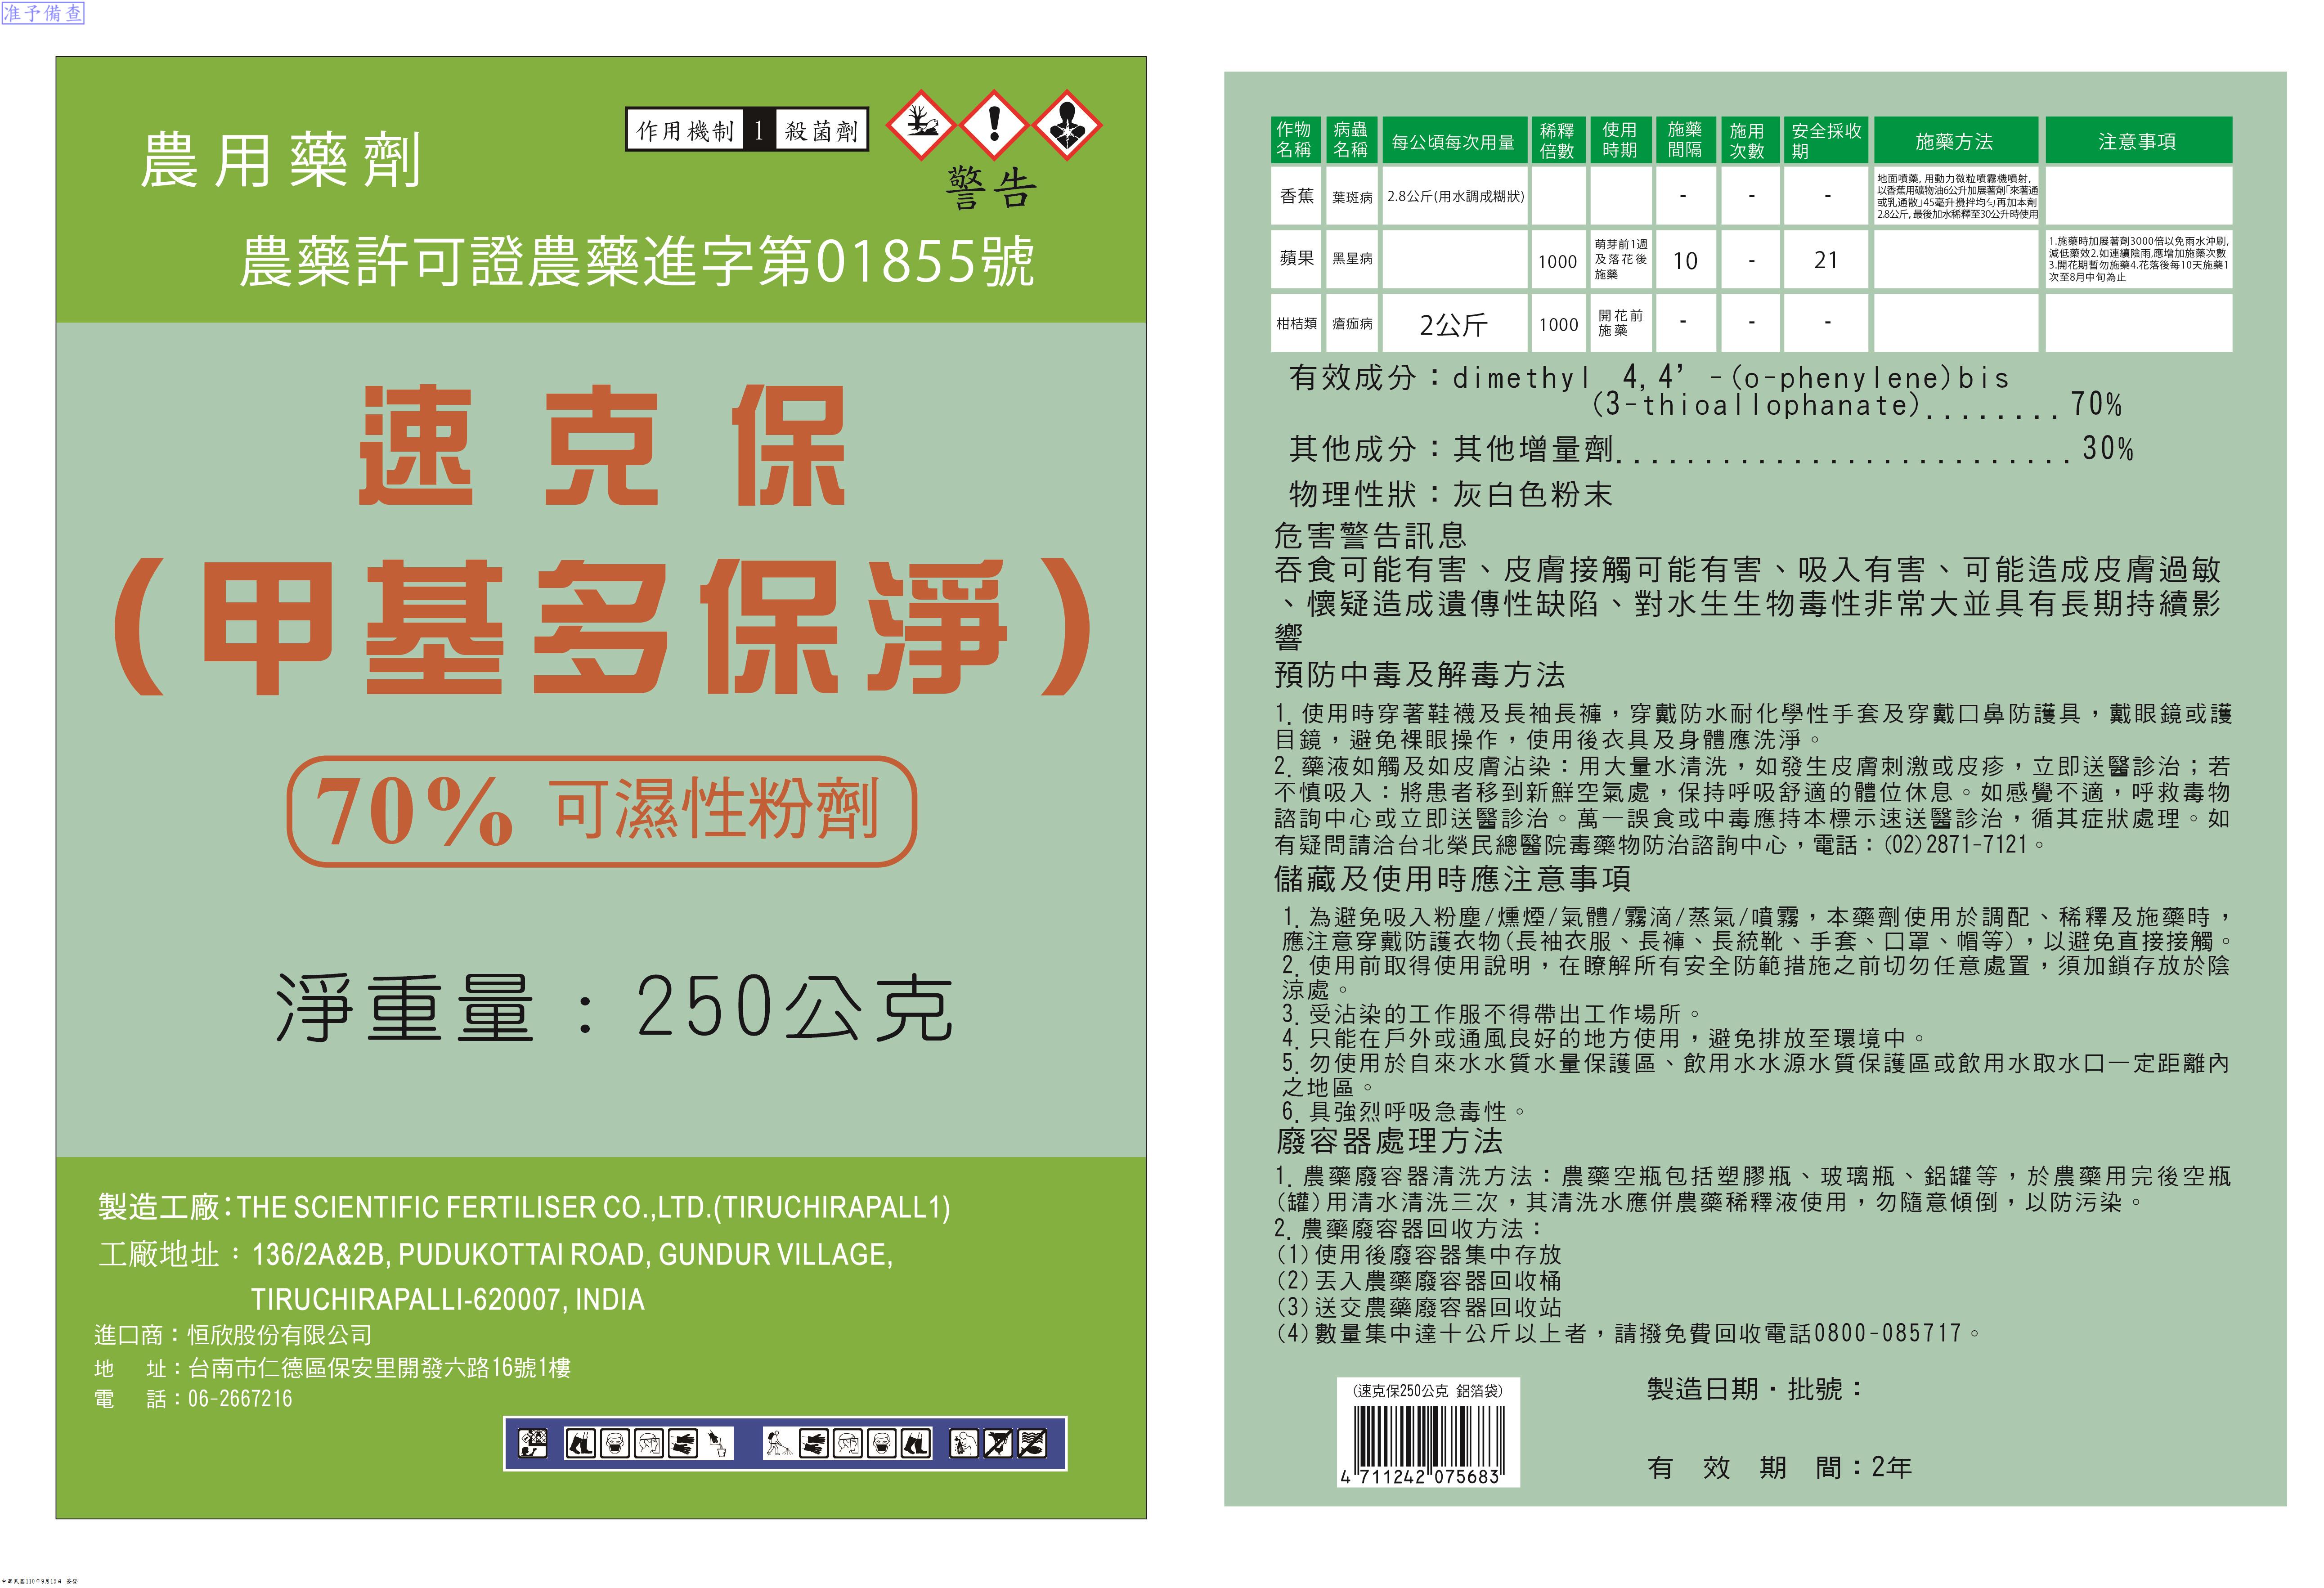 准予備查
農用藥劑
作用機制 1 殺菌劑
警告
農藥許可證農藥進字第01855號
速克保
(甲基多保淨)
70% 可濕性粉劑
淨重量：250公克
製造工廠:THE SCIENTIFIC FERTILISER CO.,LTD.(TIRUCHIRAPALL1)
工廠地址：136/2A&2B, PUDUKOTTAI ROAD, GUNDUR VILLAGE,
TIRUCHIRAPALLI-620007, INDIA
進口商：恒欣股份有限公司
地　址：台南市仁德區保安里開發六路16號1樓
電　話：06-2667216
作物名稱 病蟲名稱 每公頃每次用量 稀釋倍數 使用時期 施藥間隔 施用次數 安全採收期 施藥方法 注意事項
香蕉 葉斑病 2.8公斤(用水調成糊狀) - - - 地面噴藥, 用動力微粒噴霧機噴射, 以香蕉用礦物油6公升加展著劑「來著通或乳通散」45毫升攪拌均勻再加本劑2.8公斤, 最後加水稀釋至30公升時使用
蘋果 黑星病 1000 萌芽前1週及落花後施藥 10 - 21 1.施藥時加展著劑3000倍以免雨水沖刷,減低藥效2.如連續陰雨,應增加施藥次數3.開花期暫勿施藥4.花落後每10天施藥1次至8月中旬為止
柑桔類 瘡痂病 2公斤 1000 開花前施藥 - - -
有效成分：dimethyl 4,4’-(o-phenylene)bis
(3-thioallophanate)........70%
其他成分：其他增量劑..........................30%
物理性狀：灰白色粉末
危害警告訊息
吞食可能有害、皮膚接觸可能有害、吸入有害、可能造成皮膚過敏
、懷疑造成遺傳性缺陷、對水生生物毒性非常大並具有長期持續影
響
預防中毒及解毒方法
1.使用時穿著鞋襪及長袖長褲，穿戴防水耐化學性手套及穿戴口鼻防護具，戴眼鏡或護
目鏡，避免裸眼操作，使用後衣具及身體應洗淨。
2.藥液如觸及如皮膚沾染：用大量水清洗，如發生皮膚刺激或皮疹，立即送醫診治；若
不慎吸入：將患者移到新鮮空氣處，保持呼吸舒適的體位休息。如感覺不適，呼救毒物
諮詢中心或立即送醫診治。萬一誤食或中毒應持本標示速送醫診治，循其症狀處理。如
有疑問請洽台北榮民總醫院毒藥物防治諮詢中心，電話：(02)2871-7121。
儲藏及使用時應注意事項
1.為避免吸入粉塵/燻煙/氣體/霧滴/蒸氣/噴霧，本藥劑使用於調配、稀釋及施藥時，
應注意穿戴防護衣物(長袖衣服、長褲、長統靴、手套、口罩、帽等)，以避免直接接觸。
2.使用前取得使用說明，在瞭解所有安全防範措施之前切勿任意處置，須加鎖存放於陰
涼處。
3.受沾染的工作服不得帶出工作場所。
4.只能在戶外或通風良好的地方使用，避免排放至環境中。
5.勿使用於自來水水質水量保護區、飲用水水源水質保護區或飲用水取水口一定距離內
之地區。
6.具強烈呼吸急毒性。
廢容器處理方法
1.農藥廢容器清洗方法：農藥空瓶包括塑膠瓶、玻璃瓶、鋁罐等，於農藥用完後空瓶
(罐)用清水清洗三次，其清洗水應併農藥稀釋液使用，勿隨意傾倒，以防污染。
2.農藥廢容器回收方法：
(1)使用後廢容器集中存放
(2)丟入農藥廢容器回收桶
(3)送交農藥廢容器回收站
(4)數量集中達十公斤以上者，請撥免費回收電話0800-085717。
(速克保250公克 鋁箔袋)
4 711242 075683
製造日期・批號：
有 效 期 間：2年
中華民國110年9月15日